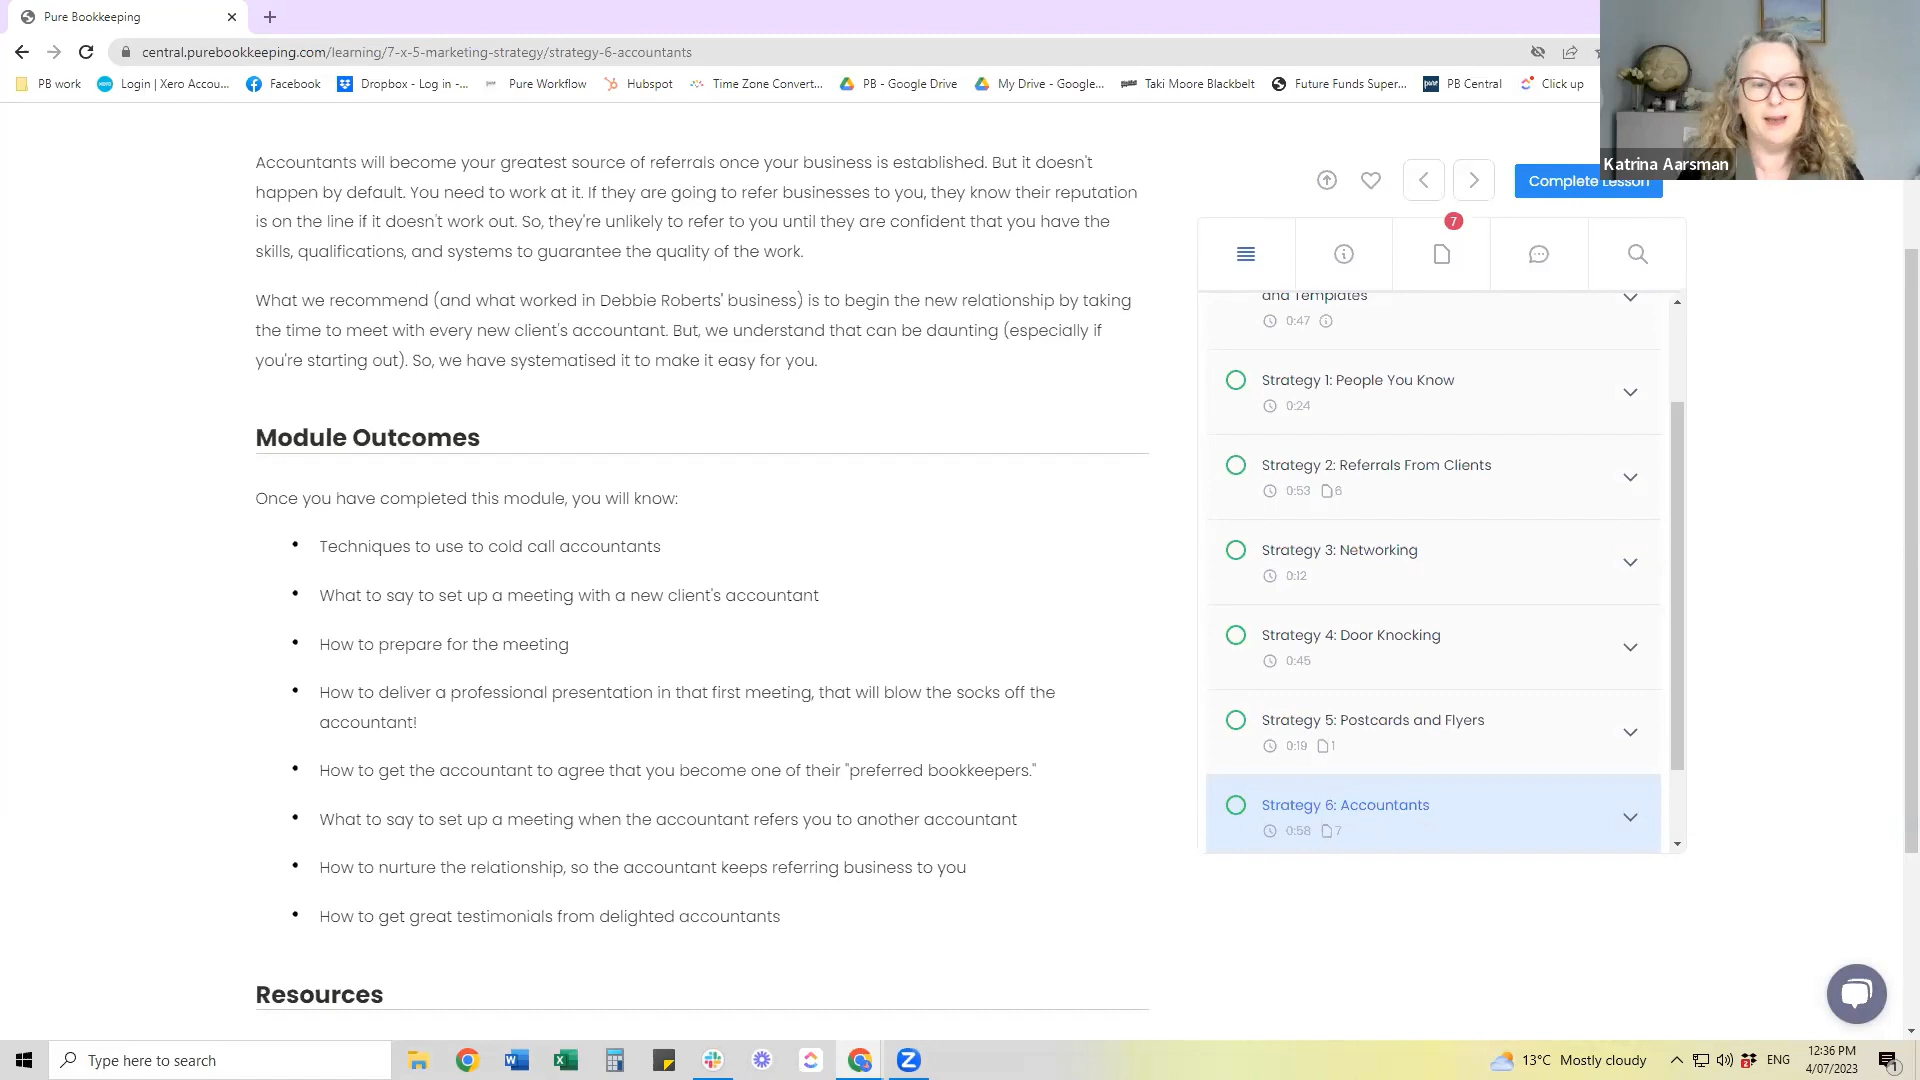 Pure Bookkeeping
central.purebookkeeping.com/learning/7-x-5-marketing-strategy/strategy-6-accountants
PB work
Login | Xero Accou...
Facebook
Dropbox - Log in -...
Pure Workflow
Hubspot
Time Zone Convert...
PB - Google Drive
My Drive - Google...
Taki Moore Blackbelt
Future Funds Super...
PB Central
Click up
Katrina Aarsman
Accountants will become your greatest source of referrals once your business is established. But it doesn't
happen by default. You need to work at it. If they are going to refer businesses to you, they know their reputation
is on the line if it doesn't work out. So, they're unlikely to refer to you until they are confident that you have the
skills, qualifications, and systems to guarantee the quality of the work.
What we recommend (and what worked in Debbie Roberts' business) is to begin the new relationship by taking
the time to meet with every new client's accountant. But, we understand that can be daunting (especially if
you're starting out). So, we have systematised it to make it easy for you.
Module Outcomes
Once you have completed this module, you will know:
Techniques to use to cold call accountants
What to say to set up a meeting with a new client's accountant
How to prepare for the meeting
How to deliver a professional presentation in that first meeting, that will blow the socks off the
accountant!
How to get the accountant to agree that you become one of their "preferred bookkeepers."
What to say to set up a meeting when the accountant refers you to another accountant
How to nurture the relationship, so the accountant keeps referring business to you
How to get great testimonials from delighted accountants
Resources
Complete Lesson
7
and Templates
0:47
Strategy 1: People You Know
0:24
Strategy 2: Referrals From Clients
0:53 6
Strategy 3: Networking
0:12
Strategy 4: Door Knocking
0:45
Strategy 5: Postcards and Flyers
0:19 1
Strategy 6: Accountants
0:58 7
Type here to search
13°C Mostly cloudy
ENG
12:36 PM
4/07/2023
1